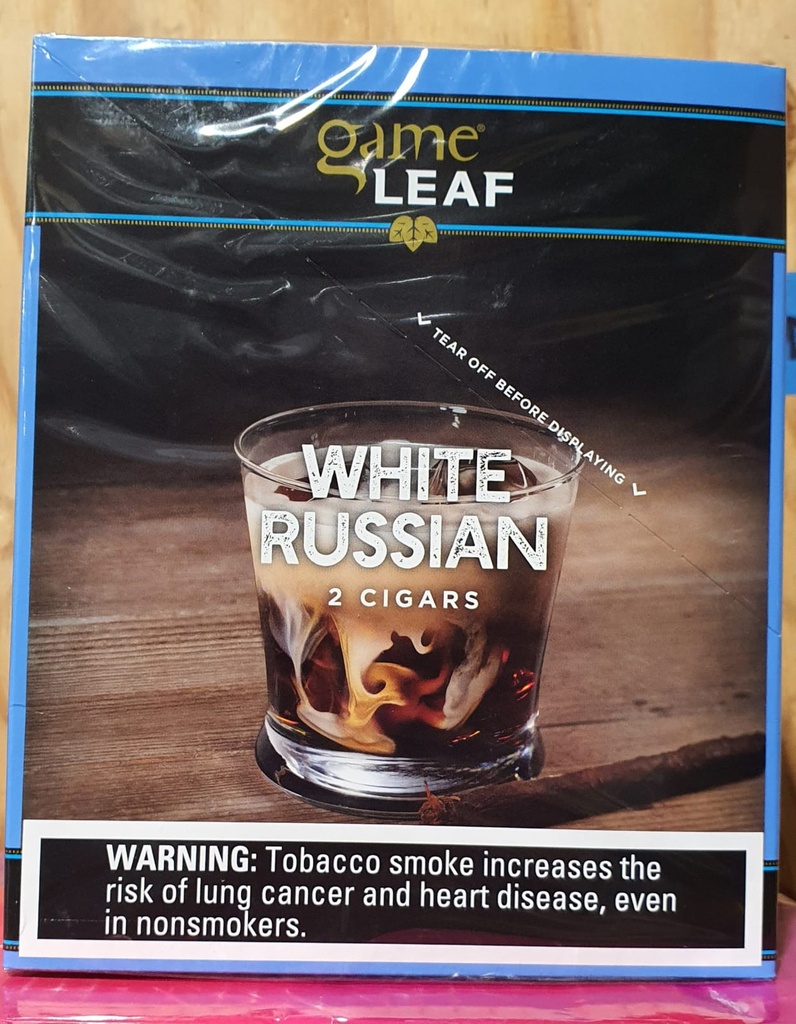 game®
LEAF
TEAR OFF BEFORE DISPLAYING
WHITE
RUSSIAN
2 CIGARS
WARNING: Tobacco smoke increases the
risk of lung cancer and heart disease, even
in nonsmokers.